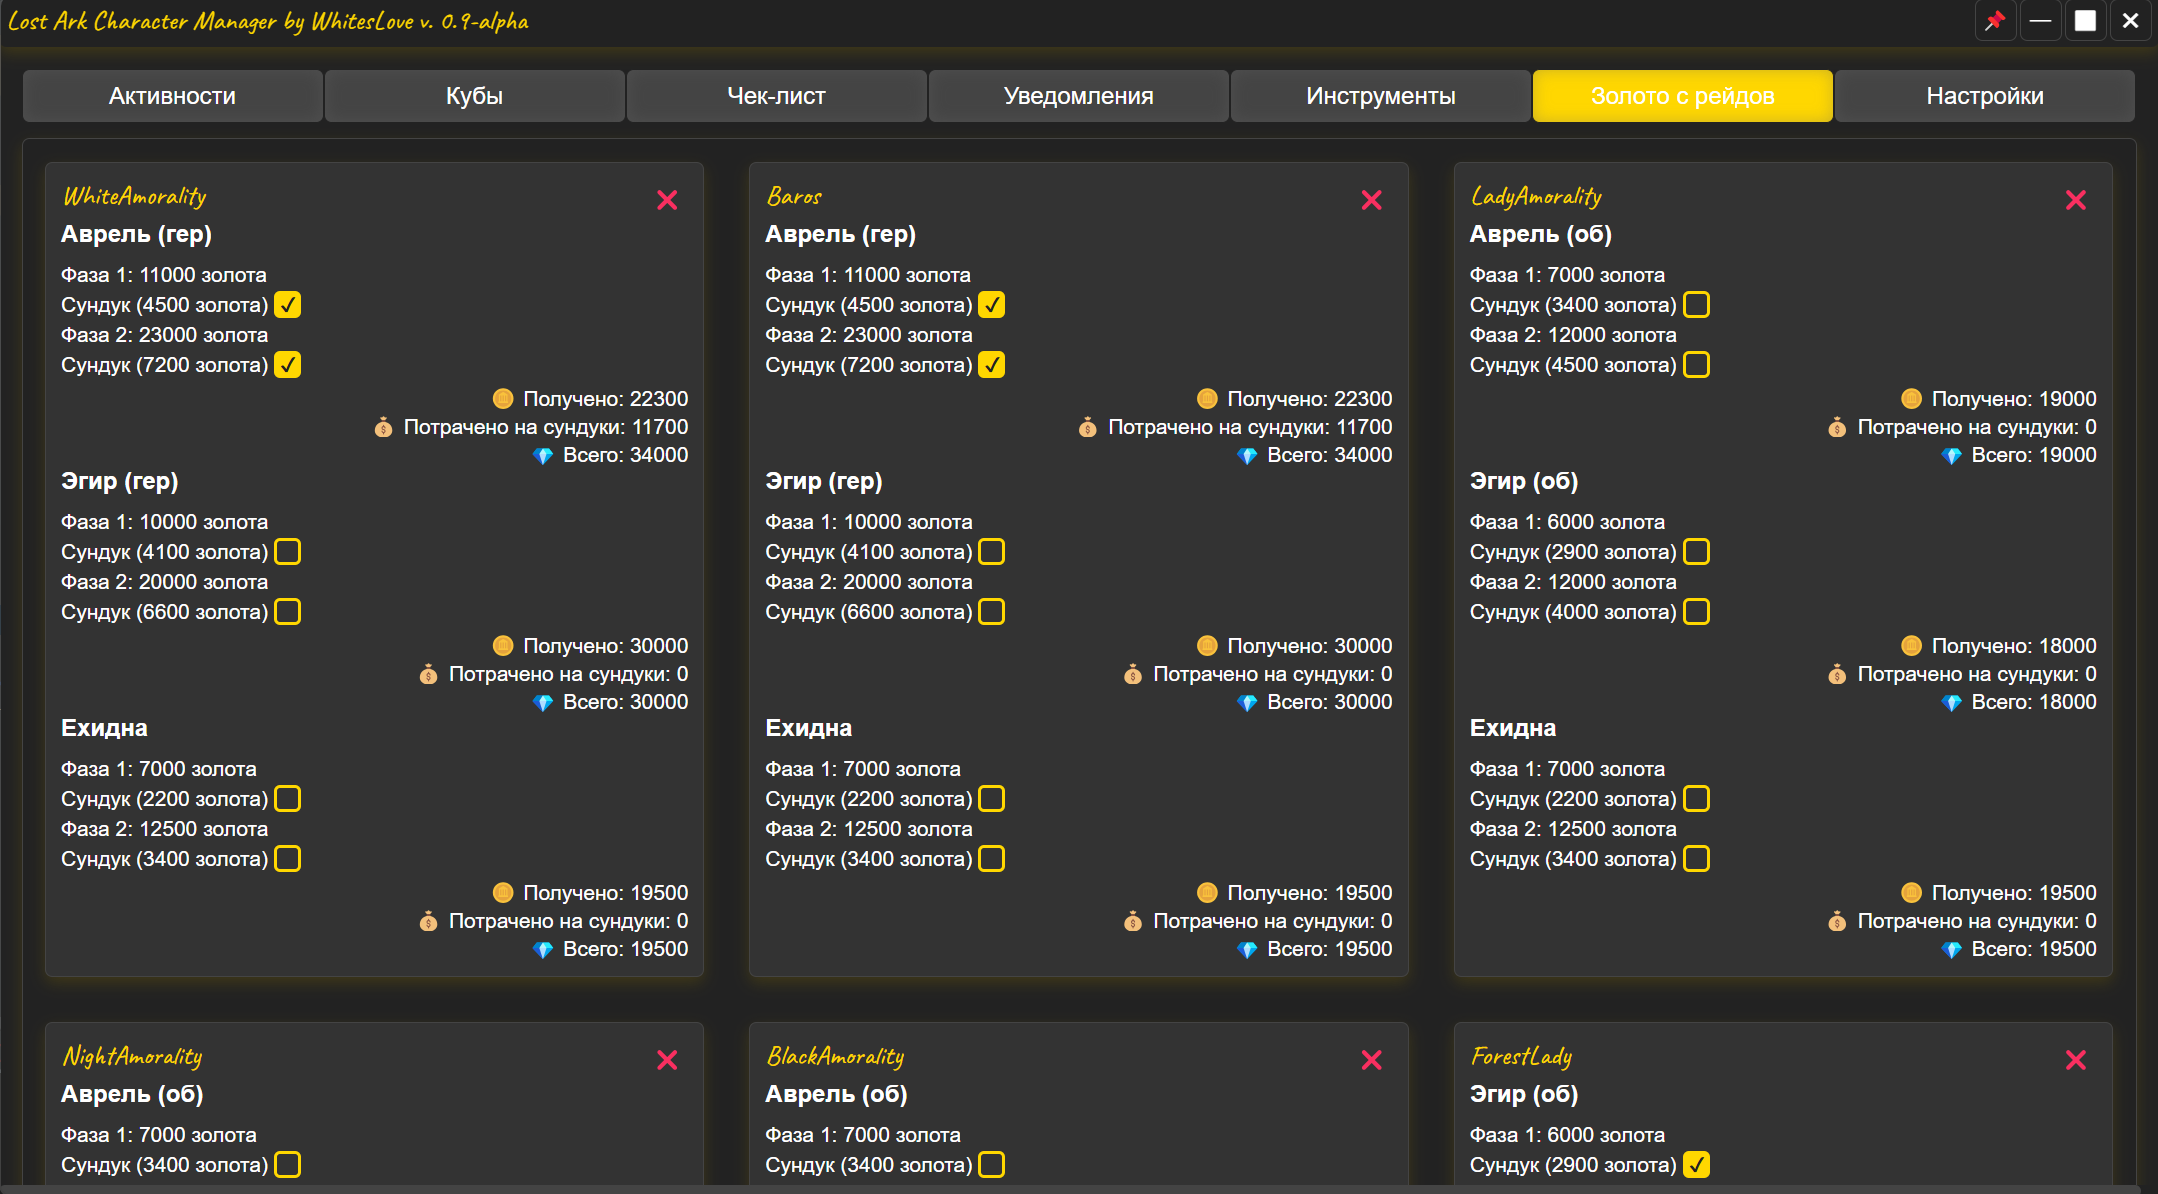 Lost Ark Character Manager by WhitesLove v. 0.9-alpha
Активности
Кубы
Чек-лист
Уведомления
Инструменты
Золото с рейдов
Настройки
WhiteAmorality
Аврель (гер)
Фаза 1: 11000 золота
Сундук (4500 золота)
Фаза 2: 23000 золота
Сундук (7200 золота)
Получено: 22300
Потрачено на сундуки: 11700
Всего: 34000
Эгир (гер)
Фаза 1: 10000 золота
Сундук (4100 золота)
Фаза 2: 20000 золота
Сундук (6600 золота)
Получено: 30000
Потрачено на сундуки: 0
Всего: 30000
Ехидна
Фаза 1: 7000 золота
Сундук (2200 золота)
Фаза 2: 12500 золота
Сундук (3400 золота)
Получено: 19500
Потрачено на сундуки: 0
Всего: 19500
Baros
Аврель (гер)
Фаза 1: 11000 золота
Сундук (4500 золота)
Фаза 2: 23000 золота
Сундук (7200 золота)
Получено: 22300
Потрачено на сундуки: 11700
Всего: 34000
Эгир (гер)
Фаза 1: 10000 золота
Сундук (4100 золота)
Фаза 2: 20000 золота
Сундук (6600 золота)
Получено: 30000
Потрачено на сундуки: 0
Всего: 30000
Ехидна
Фаза 1: 7000 золота
Сундук (2200 золота)
Фаза 2: 12500 золота
Сундук (3400 золота)
Получено: 19500
Потрачено на сундуки: 0
Всего: 19500
LadyAmorality
Аврель (об)
Фаза 1: 7000 золота
Сундук (3400 золота)
Фаза 2: 12000 золота
Сундук (4500 золота)
Получено: 19000
Потрачено на сундуки: 0
Всего: 19000
Эгир (об)
Фаза 1: 6000 золота
Сундук (2900 золота)
Фаза 2: 12000 золота
Сундук (4000 золота)
Получено: 18000
Потрачено на сундуки: 0
Всего: 18000
Ехидна
Фаза 1: 7000 золота
Сундук (2200 золота)
Фаза 2: 12500 золота
Сундук (3400 золота)
Получено: 19500
Потрачено на сундуки: 0
Всего: 19500
NightAmorality
Аврель (об)
Фаза 1: 7000 золота
Сундук (3400 золота)
BlackAmorality
Аврель (об)
Фаза 1: 7000 золота
Сундук (3400 золота)
ForestLady
Эгир (об)
Фаза 1: 6000 золота
Сундук (2900 золота)